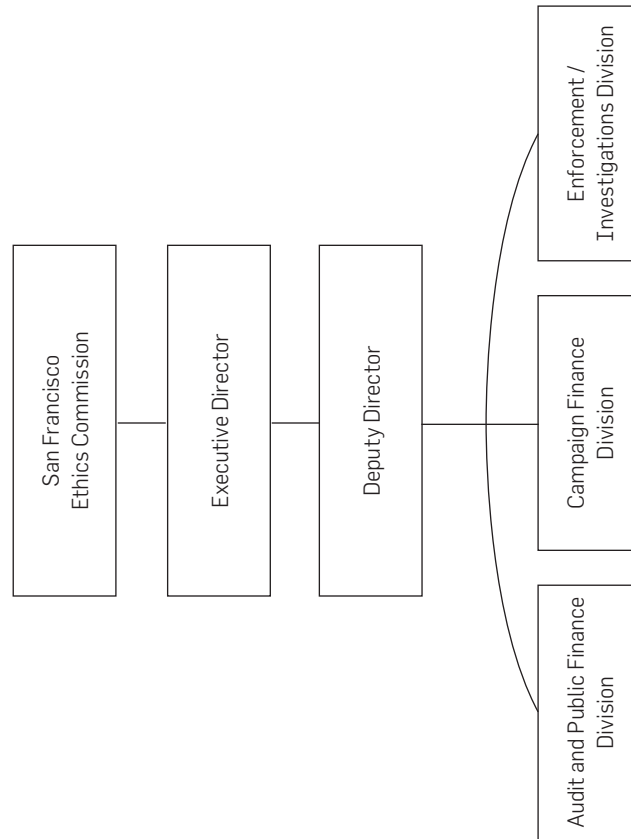 San Francisco
Ethics Commission
Executive Director
Deputy Director
Audit and Public Finance
Division
Campaign Finance
Division
Enforcement /
Investigations Division